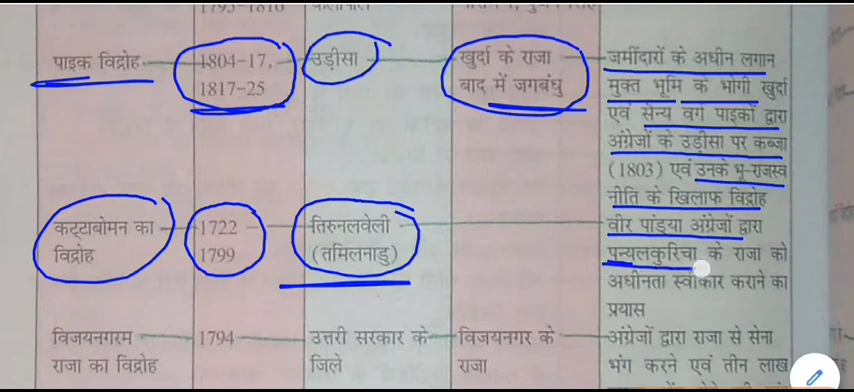 1795-1816
पाइक विद्रोह 1804-17, उड़ीसा खुर्दा के राजा जमींदारों के अधीन लगान
1817-25 बाद में जगबंधु मुक्त भूमि के भोगी खुर्दा
एवं सैन्य वर्ग पाइकों द्वारा
अंग्रेजों के उड़ीसा पर कब्जा
(1803) एवं उनके भू-राजस्व
नीति के खिलाफ विद्रोह
कट्टाबोमन का 1722 - तिरुनलवेली वीर पांड्या अंग्रेजों द्वारा
विद्रोह 1799 (तमिलनाडु) पन्यलकुरिचा के राजा को
अधीनता स्वीकार कराने का
प्रयास
विजयनगरम 1794 उत्तरी सरकार के विजयनगर के अंग्रेजों द्वारा राजा से सेना
राजा का विद्रोह जिले राजा भंग करने एवं तीन लाख